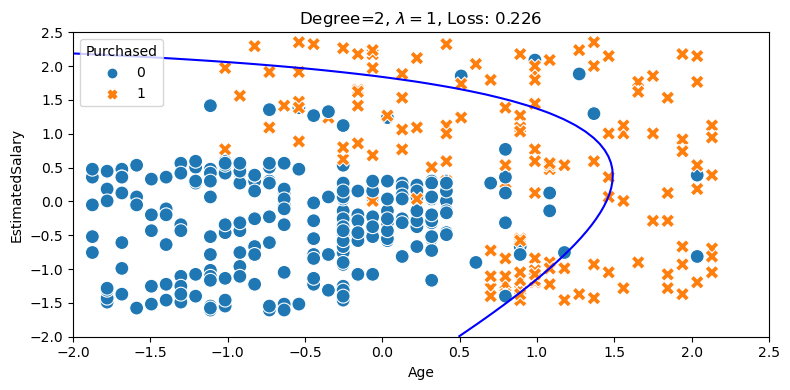 Degree=2, λ = 1, Loss: 0.226
Purchased
0
1
EstimatedSalary
2.5
2.0
1.5
1.0
0.5
0.0
−0.5
−1.0
−1.5
−2.0
−2.0 −1.5 −1.0 −0.5 0.0 0.5 1.0 1.5 2.0 2.5
Age